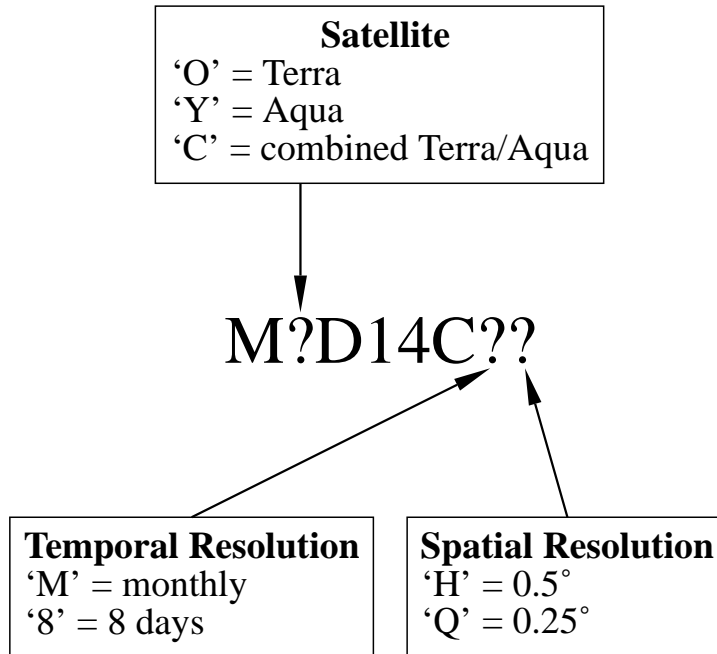 Satellite
‘O’ = Terra
‘Y’ = Aqua
‘C’ = combined Terra/Aqua
M?D14C??
Temporal Resolution
‘M’ = monthly
‘8’ = 8 days
Spatial Resolution
‘H’ = 0.5°
‘Q’ = 0.25°